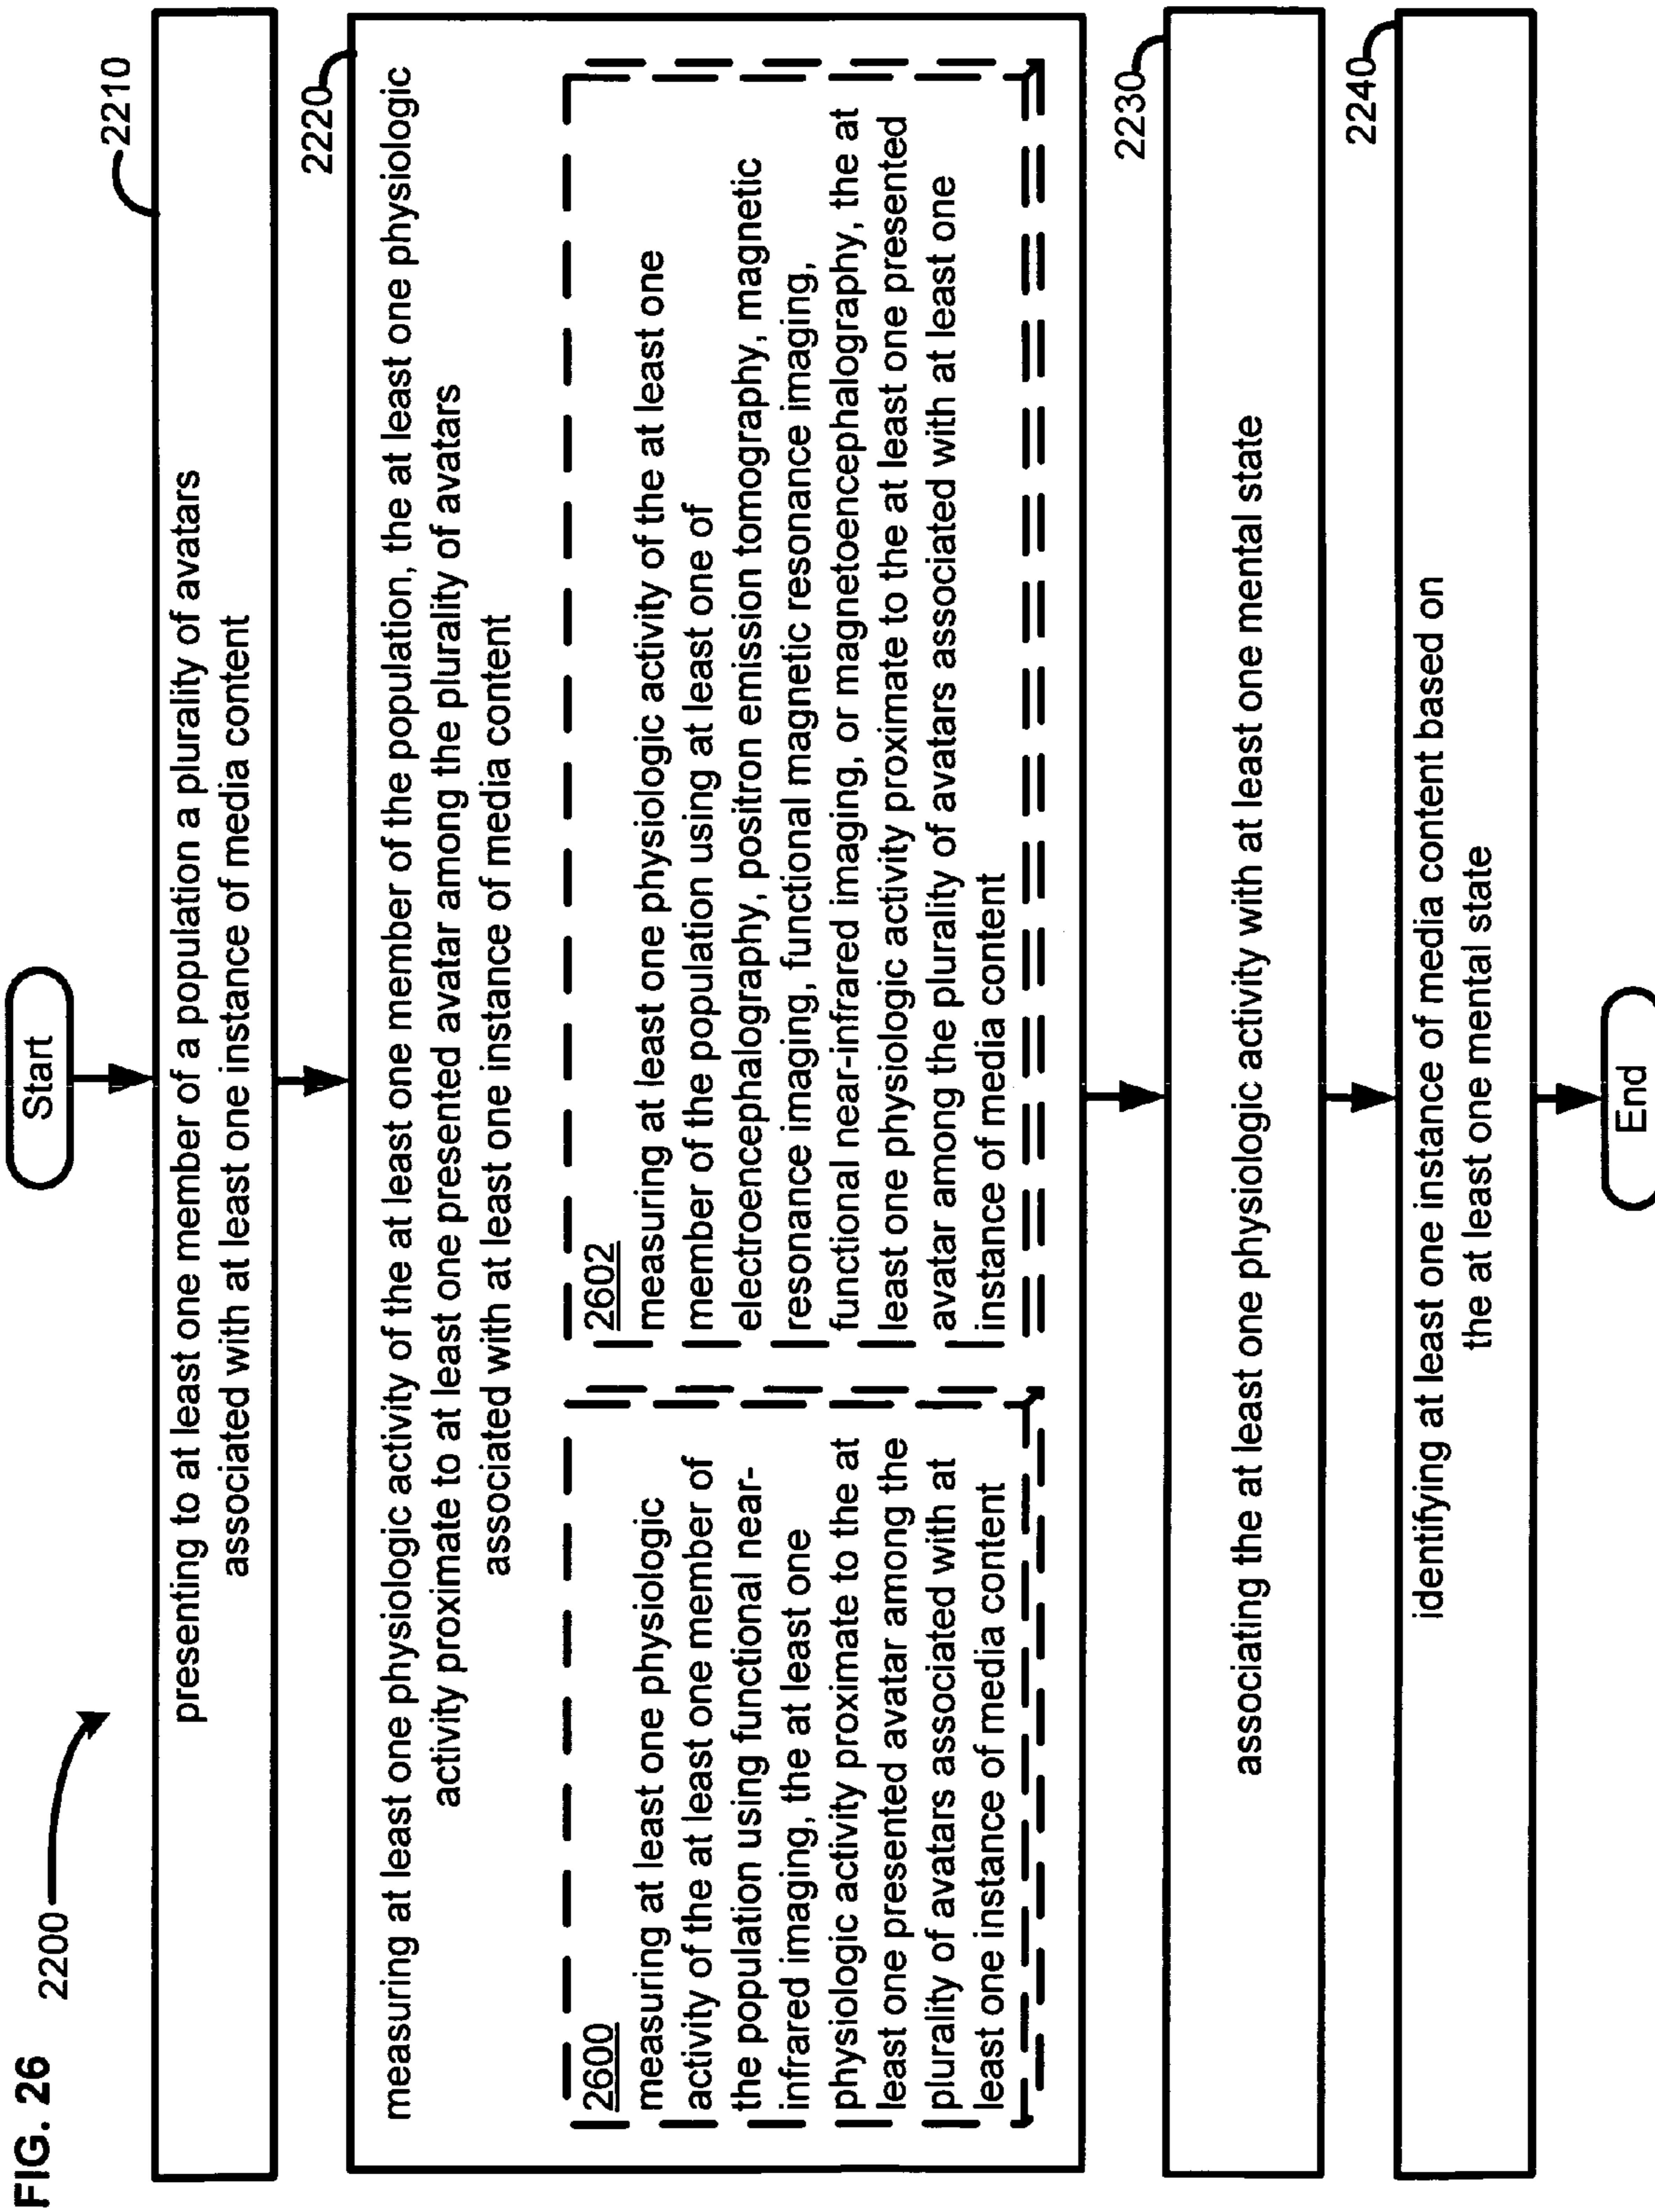 FIG. 26
2200
Start
2210
presenting to at least one member of a population a plurality of avatars
associated with at least one instance of media content
2220
measuring at least one physiologic activity of the at least one member of the population, the at least one physiologic
activity proximate to at least one presented avatar among the plurality of avatars
associated with at least one instance of media content
2600
measuring at least one physiologic
activity of the at least one member of
the population using functional near-
infrared imaging, the at least one
physiologic activity proximate to the at
least one presented avatar among the
plurality of avatars associated with at
least one instance of media content
2602
measuring at least one physiologic activity of the at least one
member of the population using at least one of
electroencephalography, positron emission tomography, magnetic
resonance imaging, functional magnetic resonance imaging,
functional near-infrared imaging, or magnetoencephalography, the at
least one physiologic activity proximate to the at least one presented
avatar among the plurality of avatars associated with at least one
instance of media content
2230
associating the at least one physiologic activity with at least one mental state
2240
identifying at least one instance of media content based on
the at least one mental state
End